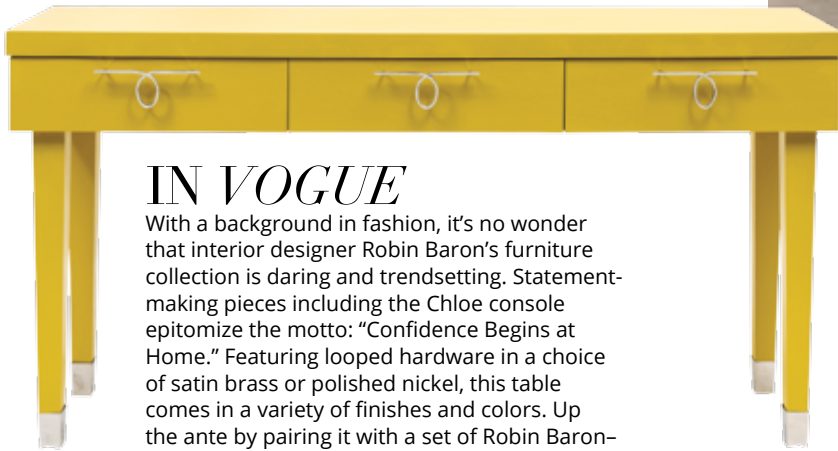 IN VOGUE
With a background in fashion, it’s no wonder
that interior designer Robin Baron’s furniture
collection is daring and trendsetting. Statement-
making pieces including the Chloe console
epitomize the motto: “Confidence Begins at
Home.” Featuring looped hardware in a choice
of satin brass or polished nickel, this table
comes in a variety of finishes and colors. Up
the ante by pairing it with a set of Robin Baron–